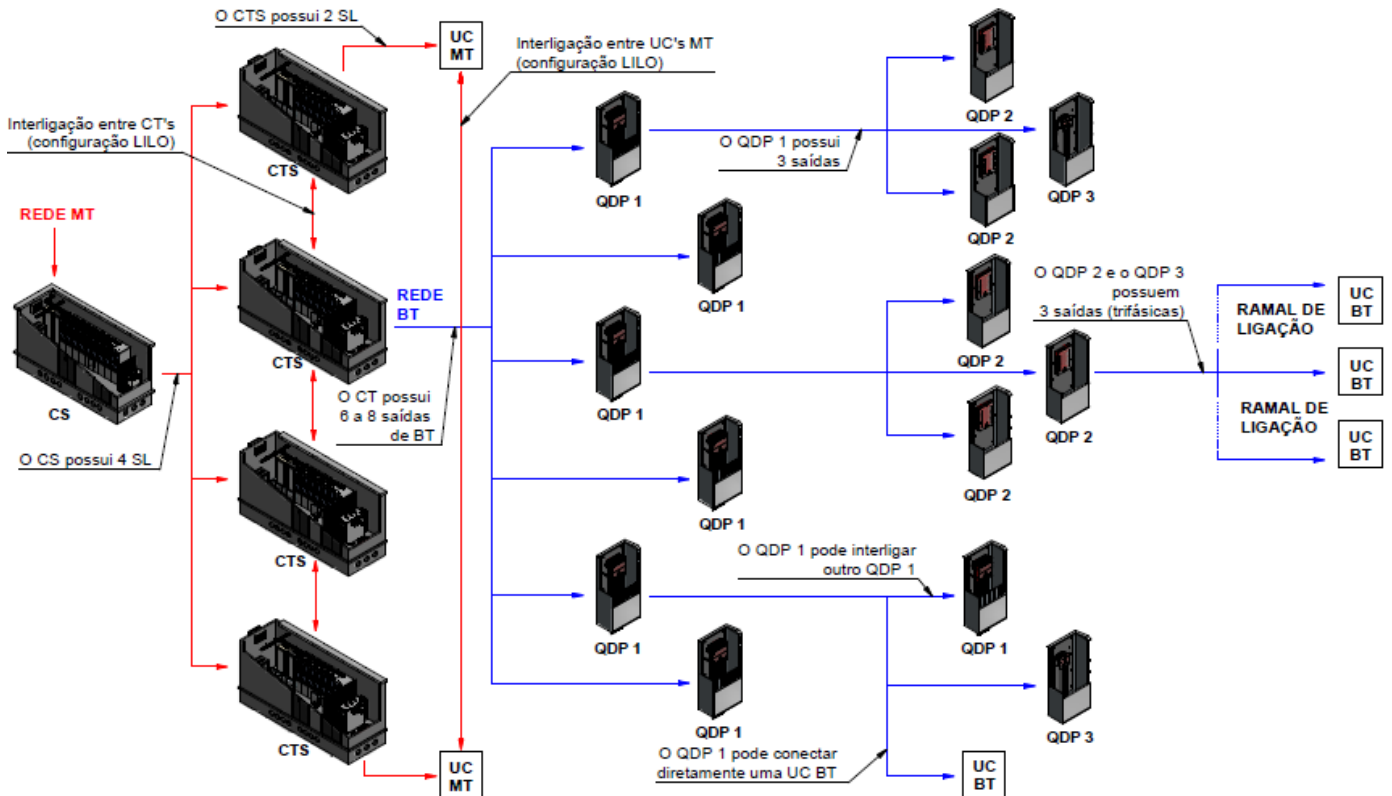 O CTS possui 2 SL
UC
MT
Interligação entre UC's MT
(configuração LILO)
Interligação entre CT's
(configuração LILO)
CTS
QDP 2
O QDP 1 possui
3 saídas
QDP 1
QDP 3
QDP 2
REDE MT
CS
O CS possui 4 SL
CTS
REDE
BT
QDP 1
O QDP 2 e o QDP 3
possuem
3 saídas (trifásicas)
QDP 2
RAMAL DE
LIGAÇÃO
UC
BT
UC
BT
RAMAL DE
LIGAÇÃO
UC
BT
O CT possui
6 a 8 saídas
de BT
QDP 1
QDP 2
QDP 2
CTS
QDP 1
O QDP 1 pode interligar
outro QDP 1
QDP 1
QDP 1
CTS
QDP 1
QDP 3
O QDP 1 pode conectar
diretamente uma UC BT
UC
MT
UC
BT